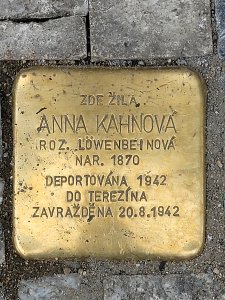 ZDE ŽILA
ANNA KAHNOVÁ
ROZ. LÖWENBEINOVÁ
NAR. 1870
DEPORTOVÁNA 1942
DO TEREZÍNA
ZAVRAŽDĚNA 20.8.1942